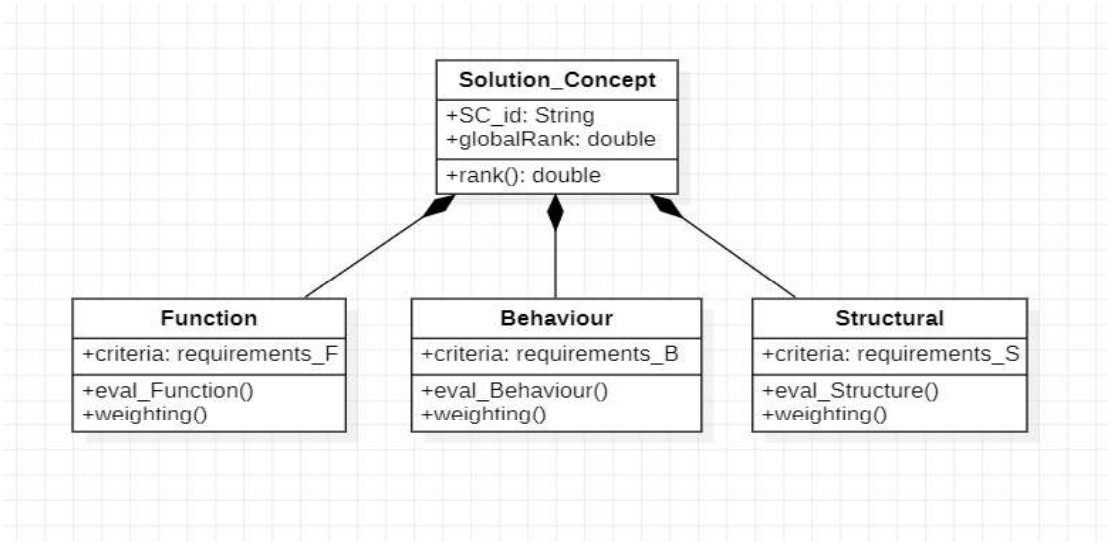 Solution_Concept
+SC_id: String
+globalRank: double
+rank(): double
Function
+criteria: requirements_F
+eval_Function()
+weighting()
Behaviour
+criteria: requirements_B
+eval_Behaviour()
+weighting()
Structural
+criteria: requirements_S
+eval_Structure()
+weighting()